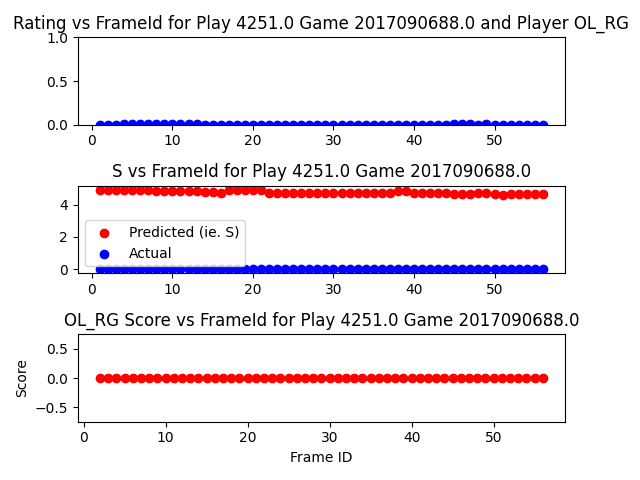 Rating vs FrameId for Play 4251.0 Game 2017090688.0 and Player OL_RG
1.0
0.5
0.0
0 10 20 30 40 50
S vs FrameId for Play 4251.0 Game 2017090688.0
4
2
0
Predicted (ie. S)
Actual
0 10 20 30 40 50
OL_RG Score vs FrameId for Play 4251.0 Game 2017090688.0
Score
0.5
0.0
−0.5
0 10 20 30 40 50
Frame ID